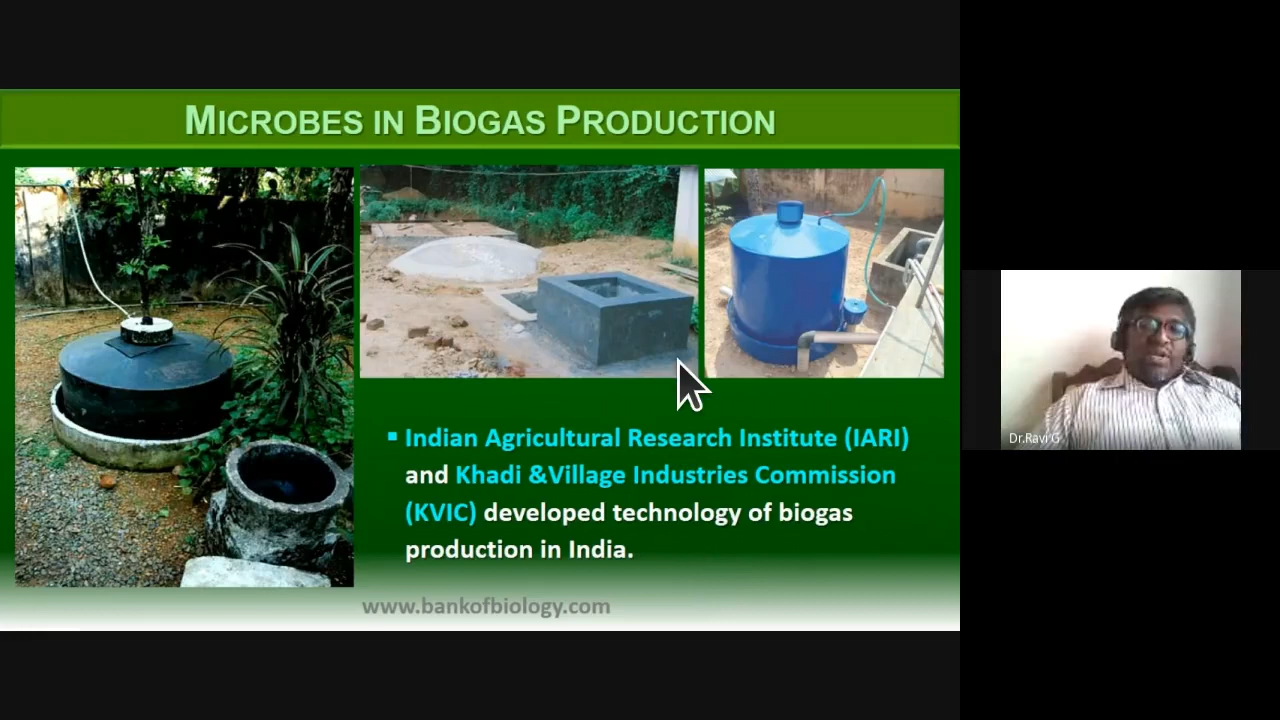 MICROBES IN BIOGAS PRODUCTION
▪ Indian Agricultural Research Institute (IARI)
and Khadi &Village Industries Commission
(KVIC) developed technology of biogas
production in India.
www.bankofbiology.com
Dr.Ravi G